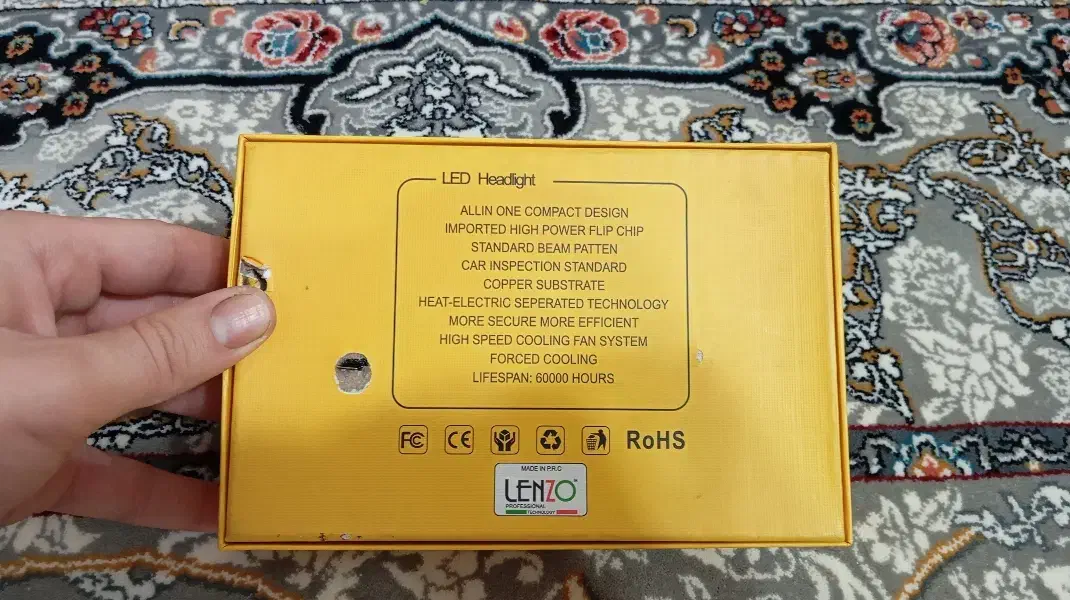 LED Headlight
ALLIN ONE COMPACT DESIGN
IMPORTED HIGH POWER FLIP CHIP
STANDARD BEAM PATTEN
CAR INSPECTION STANDARD
COPPER SUBSTRATE
HEAT-ELECTRIC SEPERATED TECHNOLOGY
MORE SECURE MORE EFFICIENT
HIGH SPEED COOLING FAN SYSTEM
FORCED COOLING
LIFESPAN: 60000 HOURS
FC CE RoHS
MADE IN P.R.C
LENZO™
PROFESSIONAL
TECHNOLOGY